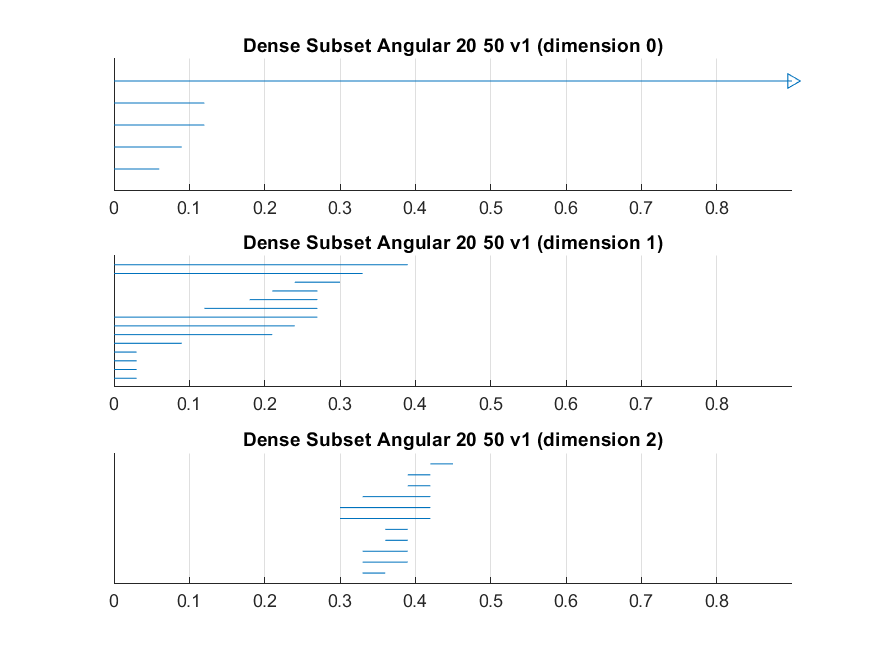 Dense Subset Angular 20 50 v1 (dimension 0)
0 0.1 0.2 0.3 0.4 0.5 0.6 0.7 0.8
Dense Subset Angular 20 50 v1 (dimension 1)
0 0.1 0.2 0.3 0.4 0.5 0.6 0.7 0.8
Dense Subset Angular 20 50 v1 (dimension 2)
0 0.1 0.2 0.3 0.4 0.5 0.6 0.7 0.8